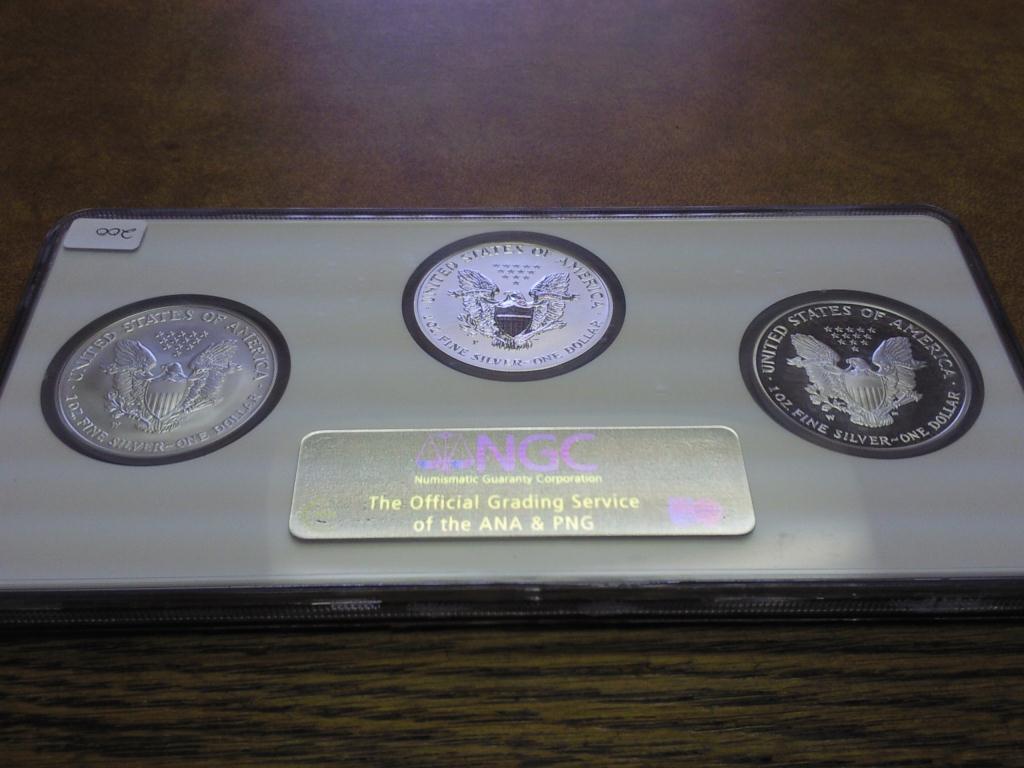 200
UNITED STATES OF AMERICA
1 OZ. FINE SILVER~ONE DOLLAR
UNITED STATES OF AMERICA
1 OZ. FINE SILVER~ONE DOLLAR
UNITED STATES OF AMERICA
1 OZ. FINE SILVER~ONE DOLLAR
NGC
Numismatic Guaranty Corporation
The Official Grading Service
of the ANA & PNG